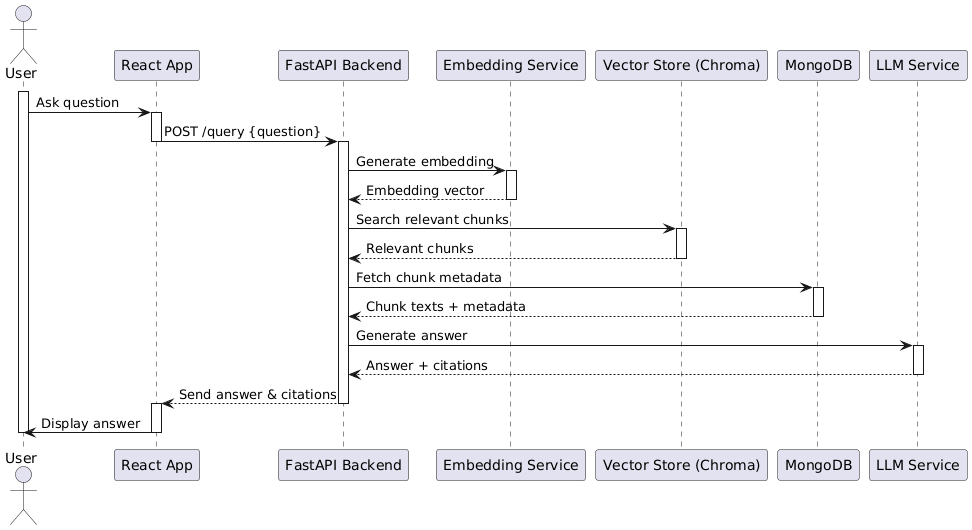 User
React App
FastAPI Backend
Embedding Service
Vector Store (Chroma)
MongoDB
LLM Service
Ask question
POST /query {question}
Generate embedding
Embedding vector
Search relevant chunks
Relevant chunks
Fetch chunk metadata
Chunk texts + metadata
Generate answer
Answer + citations
Send answer & citations
Display answer
User
React App
FastAPI Backend
Embedding Service
Vector Store (Chroma)
MongoDB
LLM Service